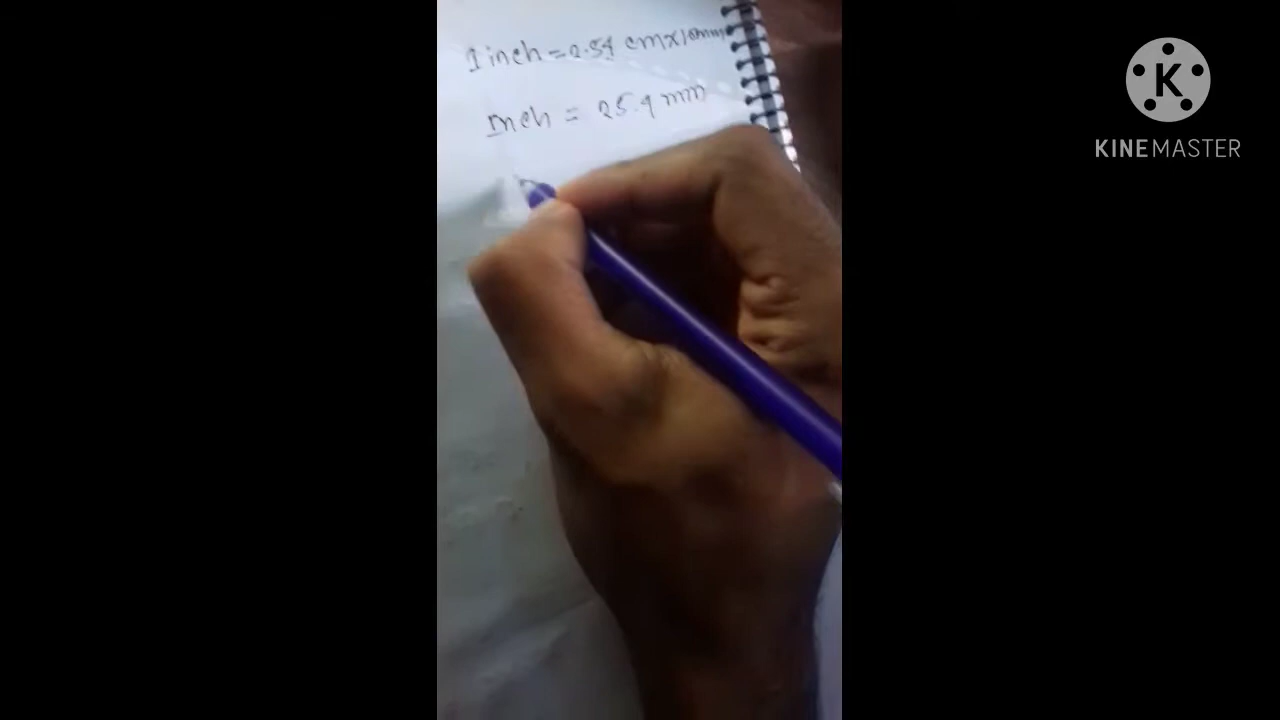 1 inch = 2.54 cm x 10mm
inch = 25.4 mm
KINEMASTER